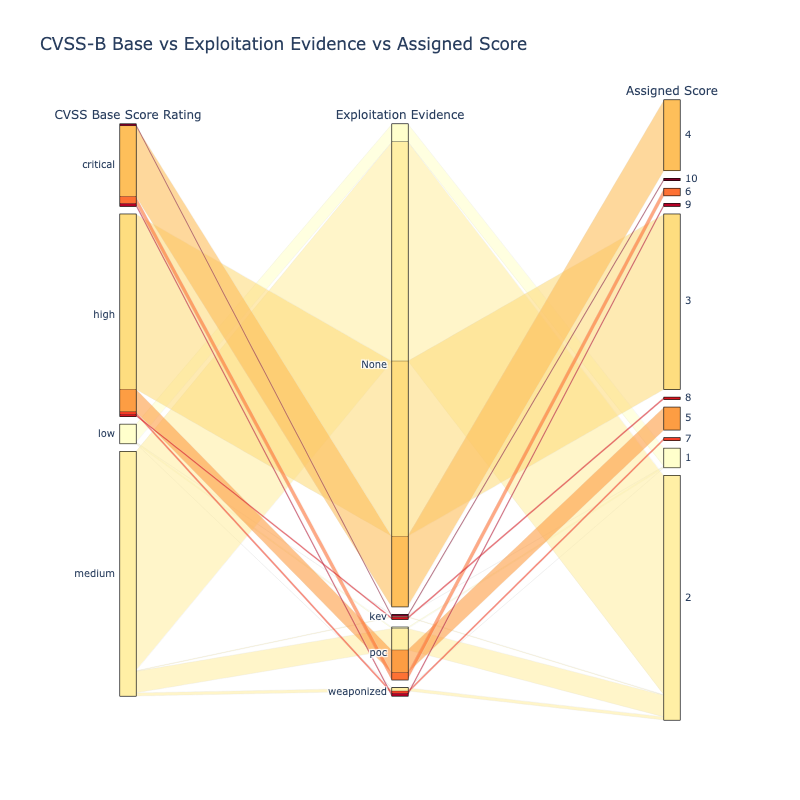 CVSS-B Base vs Exploitation Evidence vs Assigned Score
CVSS Base Score Rating
critical
high
low
medium
Exploitation Evidence
None
kev
poc
weaponized
Assigned Score
4
10
6
9
3
8
5
7
1
2